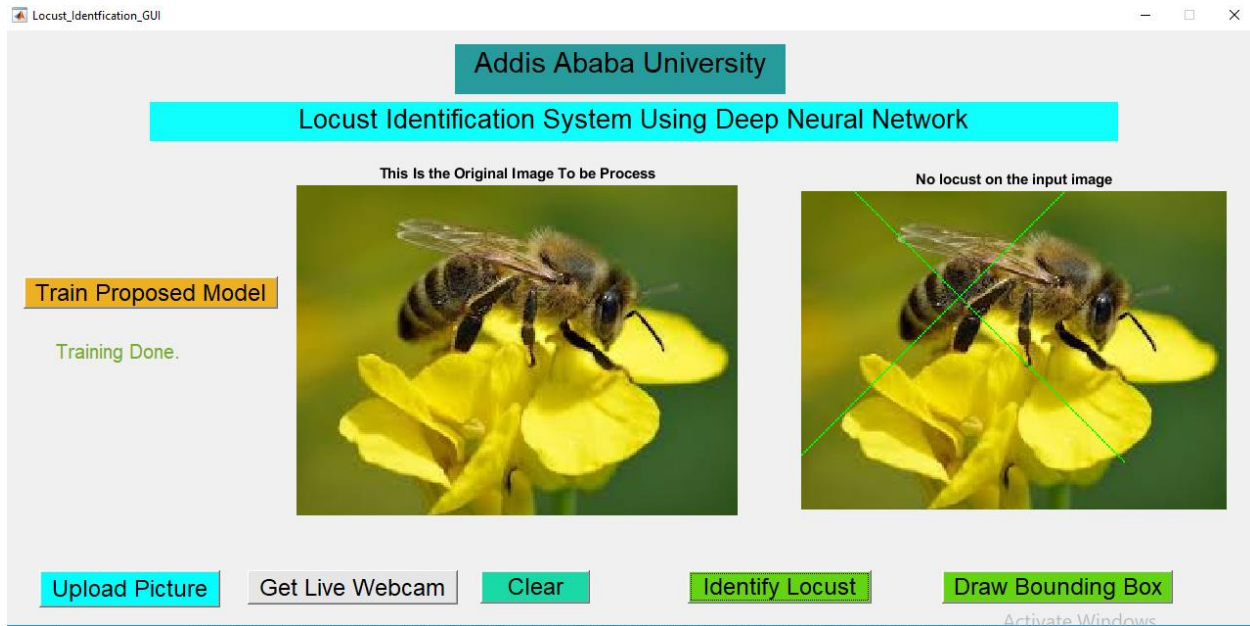 Locust_Identfication_GUI
Addis Ababa University
Locust Identification System Using Deep Neural Network
This Is the Original Image To be Process
No locust on the input image
Train Proposed Model
Training Done.
Upload Picture
Get Live Webcam
Clear
Identify Locust
Draw Bounding Box
Activate Windows